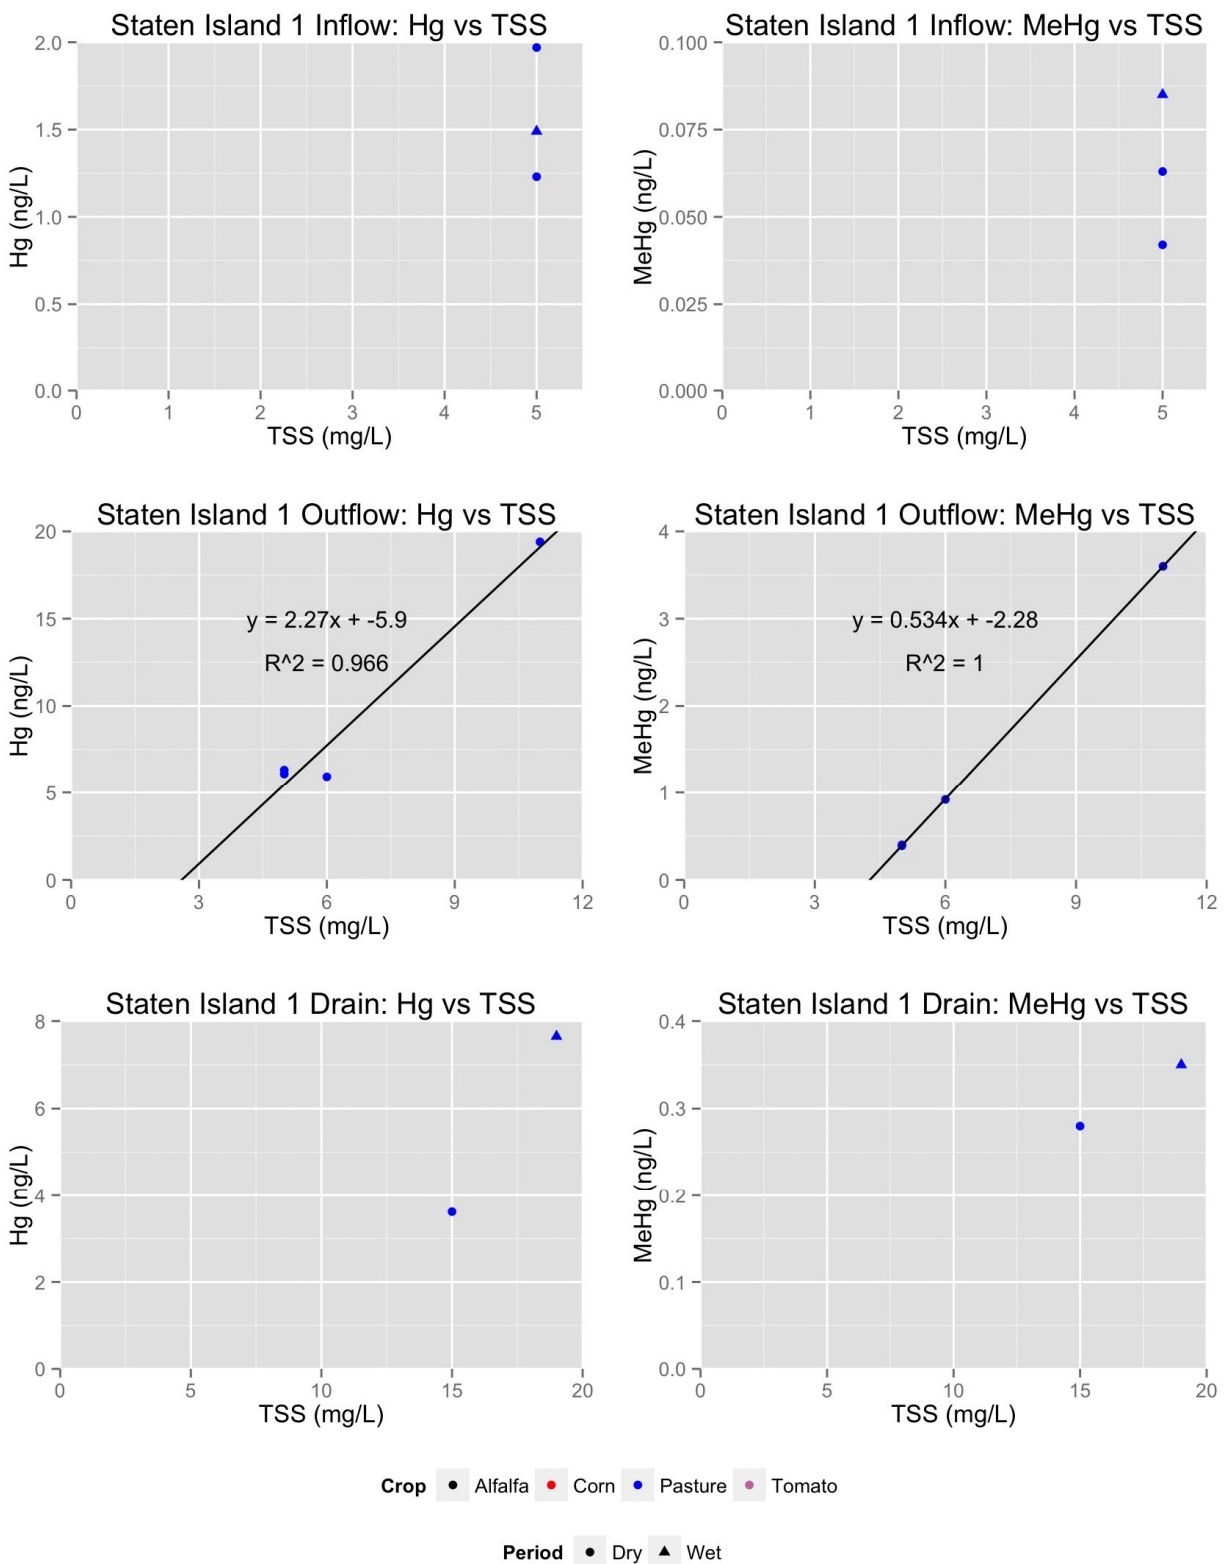 Staten Island 1 Inflow: Hg vs TSS
2.0
1.5
1.0
0.5
0.0
Hg (ng/L)
0 1 2 3 4 5
TSS (mg/L)
Staten Island 1 Inflow: MeHg vs TSS
0.100
0.075
0.050
0.025
0.000
MeHg (ng/L)
0 1 2 3 4 5
TSS (mg/L)
Staten Island 1 Outflow: Hg vs TSS
20
15
10
5
0
Hg (ng/L)
y = 2.27x + -5.9
R^2 = 0.966
0 3 6 9 12
TSS (mg/L)
Staten Island 1 Outflow: MeHg vs TSS
4
3
2
1
0
MeHg (ng/L)
y = 0.534x + -2.28
R^2 = 1
0 3 6 9 12
TSS (mg/L)
Staten Island 1 Drain: Hg vs TSS
8
6
4
2
0
Hg (ng/L)
0 5 10 15 20
TSS (mg/L)
Staten Island 1 Drain: MeHg vs TSS
0.4
0.3
0.2
0.1
0.0
MeHg (ng/L)
0 5 10 15 20
TSS (mg/L)
Crop Alfalfa Corn Pasture Tomato
Period Dry Wet